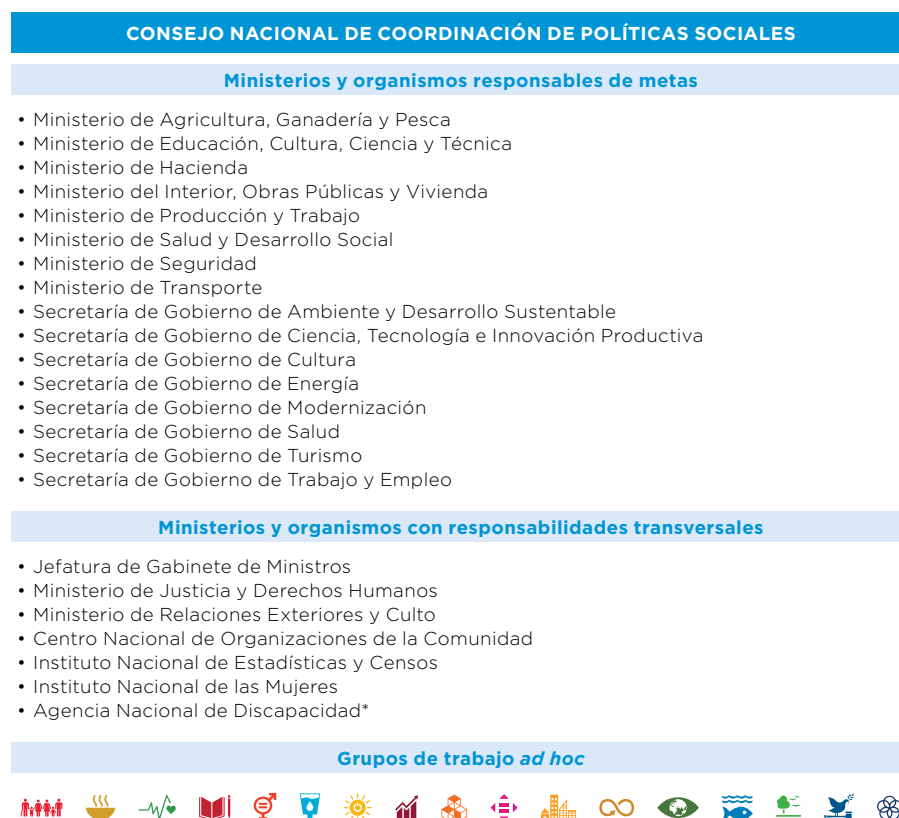 CONSEJO NACIONAL DE COORDINACIÓN DE POLÍTICAS SOCIALES
Ministerios y organismos responsables de metas
• Ministerio de Agricultura, Ganadería y Pesca
• Ministerio de Educación, Cultura, Ciencia y Técnica
• Ministerio de Hacienda
• Ministerio del Interior, Obras Públicas y Vivienda
• Ministerio de Producción y Trabajo
• Ministerio de Salud y Desarrollo Social
• Ministerio de Seguridad
• Ministerio de Transporte
• Secretaría de Gobierno de Ambiente y Desarrollo Sustentable
• Secretaría de Gobierno de Ciencia, Tecnología e Innovación Productiva
• Secretaría de Gobierno de Cultura
• Secretaría de Gobierno de Energía
• Secretaría de Gobierno de Modernización
• Secretaría de Gobierno de Salud
• Secretaría de Gobierno de Turismo
• Secretaría de Gobierno de Trabajo y Empleo
Ministerios y organismos con responsabilidades transversales
• Jefatura de Gabinete de Ministros
• Ministerio de Justicia y Derechos Humanos
• Ministerio de Relaciones Exteriores y Culto
• Centro Nacional de Organizaciones de la Comunidad
• Instituto Nacional de Estadísticas y Censos
• Instituto Nacional de las Mujeres
• Agencia Nacional de Discapacidad*
Grupos de trabajo ad hoc